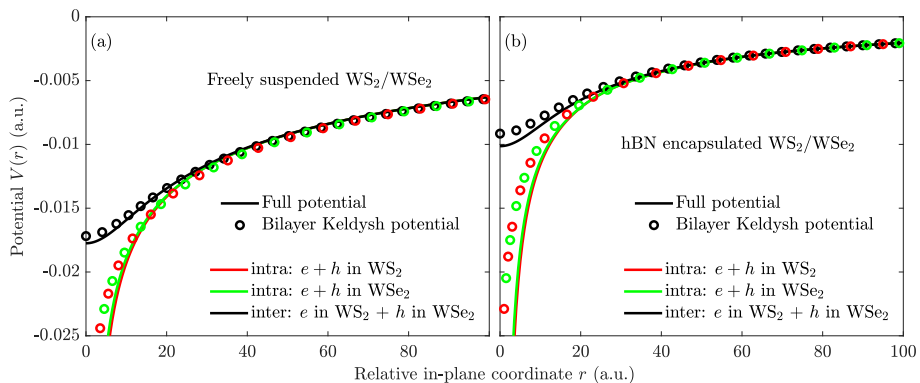 0
-0.005
-0.01
-0.015
-0.02
-0.025
Potential V(r) (a.u.)
(a)
Freely suspended WS₂/WSe₂
Full potential
Bilayer Keldysh potential
intra: e + h in WS₂
intra: e + h in WSe₂
inter: e in WS₂ + h in WSe₂
0 20 40 60 80
(b)
hBN encapsulated WS₂/WSe₂
Full potential
Bilayer Keldysh potential
intra: e + h in WS₂
intra: e + h in WSe₂
inter: e in WS₂ + h in WSe₂
0 20 40 60 80 100
Relative in-plane coordinate r (a.u.)